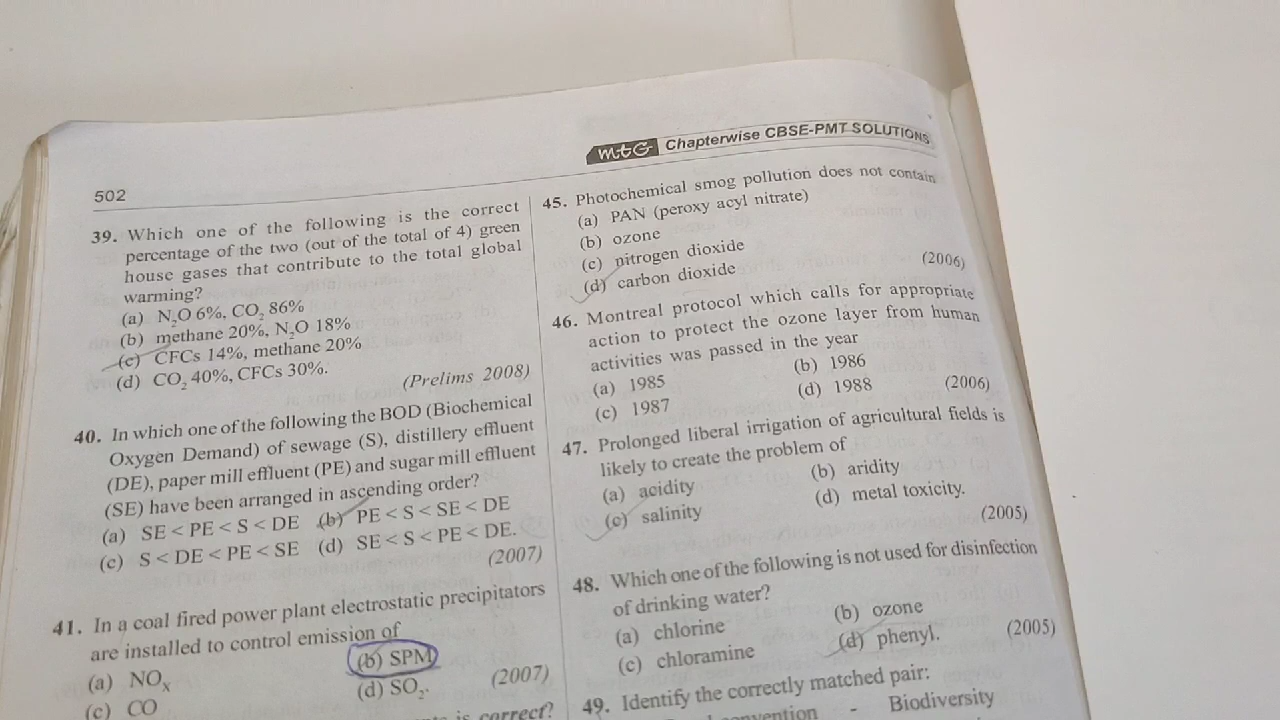 mtG Chapterwise CBSE-PMT SOLUTIONS
502
39. Which one of the following is the correct
percentage of the two (out of the total of 4) green
house gases that contribute to the total global
warming?
(a) N₂O 6%, CO₂ 86%
(b) methane 20%, N₂O 18%
(c) CFCs 14%, methane 20%
(d) CO₂ 40%, CFCs 30%.
(Prelims 2008)
40. In which one of the following the BOD (Biochemical
Oxygen Demand) of sewage (S), distillery effluent
(DE), paper mill effluent (PE) and sugar mill effluent
(SE) have been arranged in ascending order?
(a) SE < PE < S < DE (b) PE < S < SE < DE
(c) S < DE < PE < SE (d) SE < S < PE < DE.
(2007)
41. In a coal fired power plant electrostatic precipitators
are installed to control emission of
(a) NOₓ (b) SPM
(c) CO (d) SO₂. (2007)
is correct?
45. Photochemical smog pollution does not contain
(a) PAN (peroxy acyl nitrate)
(b) ozone
(c) nitrogen dioxide
(d) carbon dioxide (2006)
46. Montreal protocol which calls for appropriate
action to protect the ozone layer from human
activities was passed in the year
(a) 1985 (b) 1986
(c) 1987 (d) 1988 (2006)
47. Prolonged liberal irrigation of agricultural fields is
likely to create the problem of
(a) acidity (b) aridity
(c) salinity (d) metal toxicity.
(2005)
48. Which one of the following is not used for disinfection
of drinking water?
(a) chlorine (b) ozone
(c) chloramine (d) phenyl. (2005)
49. Identify the correctly matched pair:
- Biodiversity